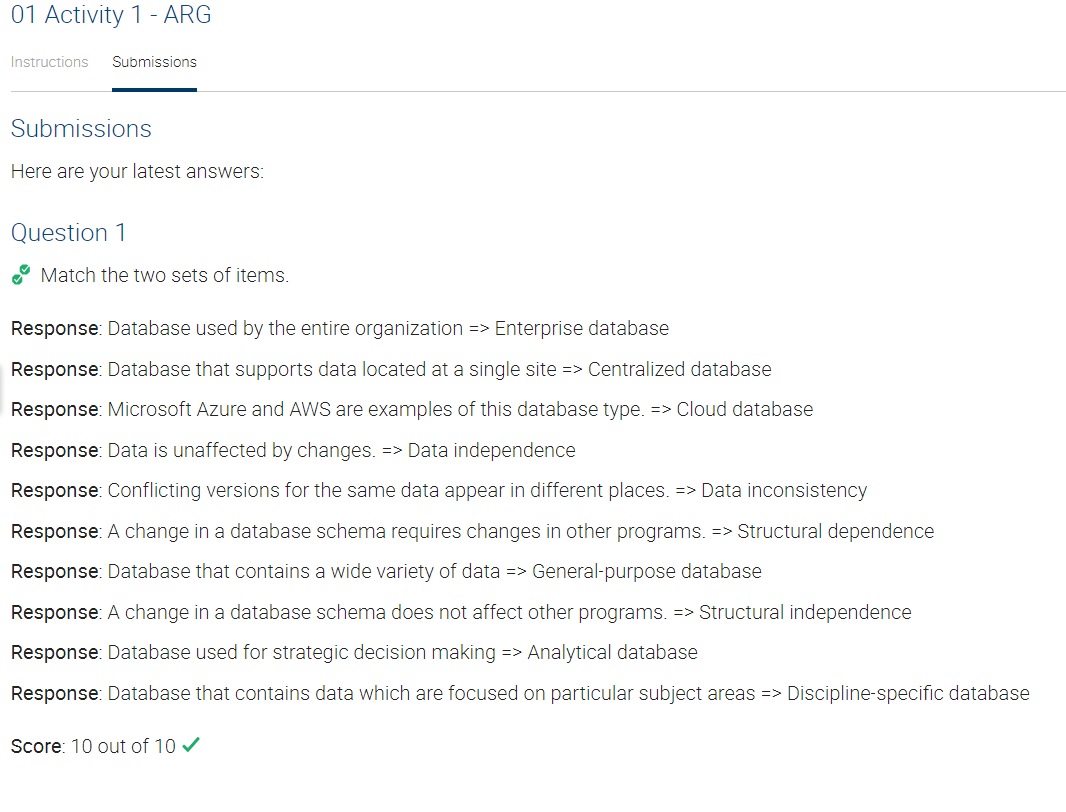 01 Activity 1 - ARG
Instructions Submissions
Submissions
Here are your latest answers:
Question 1
Match the two sets of items.
Response: Database used by the entire organization => Enterprise database
Response: Database that supports data located at a single site => Centralized database
Response: Microsoft Azure and AWS are examples of this database type. => Cloud database
Response: Data is unaffected by changes. => Data independence
Response: Conflicting versions for the same data appear in different places. => Data inconsistency
Response: A change in a database schema requires changes in other programs. => Structural dependence
Response: Database that contains a wide variety of data => General-purpose database
Response: A change in a database schema does not affect other programs. => Structural independence
Response: Database used for strategic decision making => Analytical database
Response: Database that contains data which are focused on particular subject areas => Discipline-specific database
Score: 10 out of 10